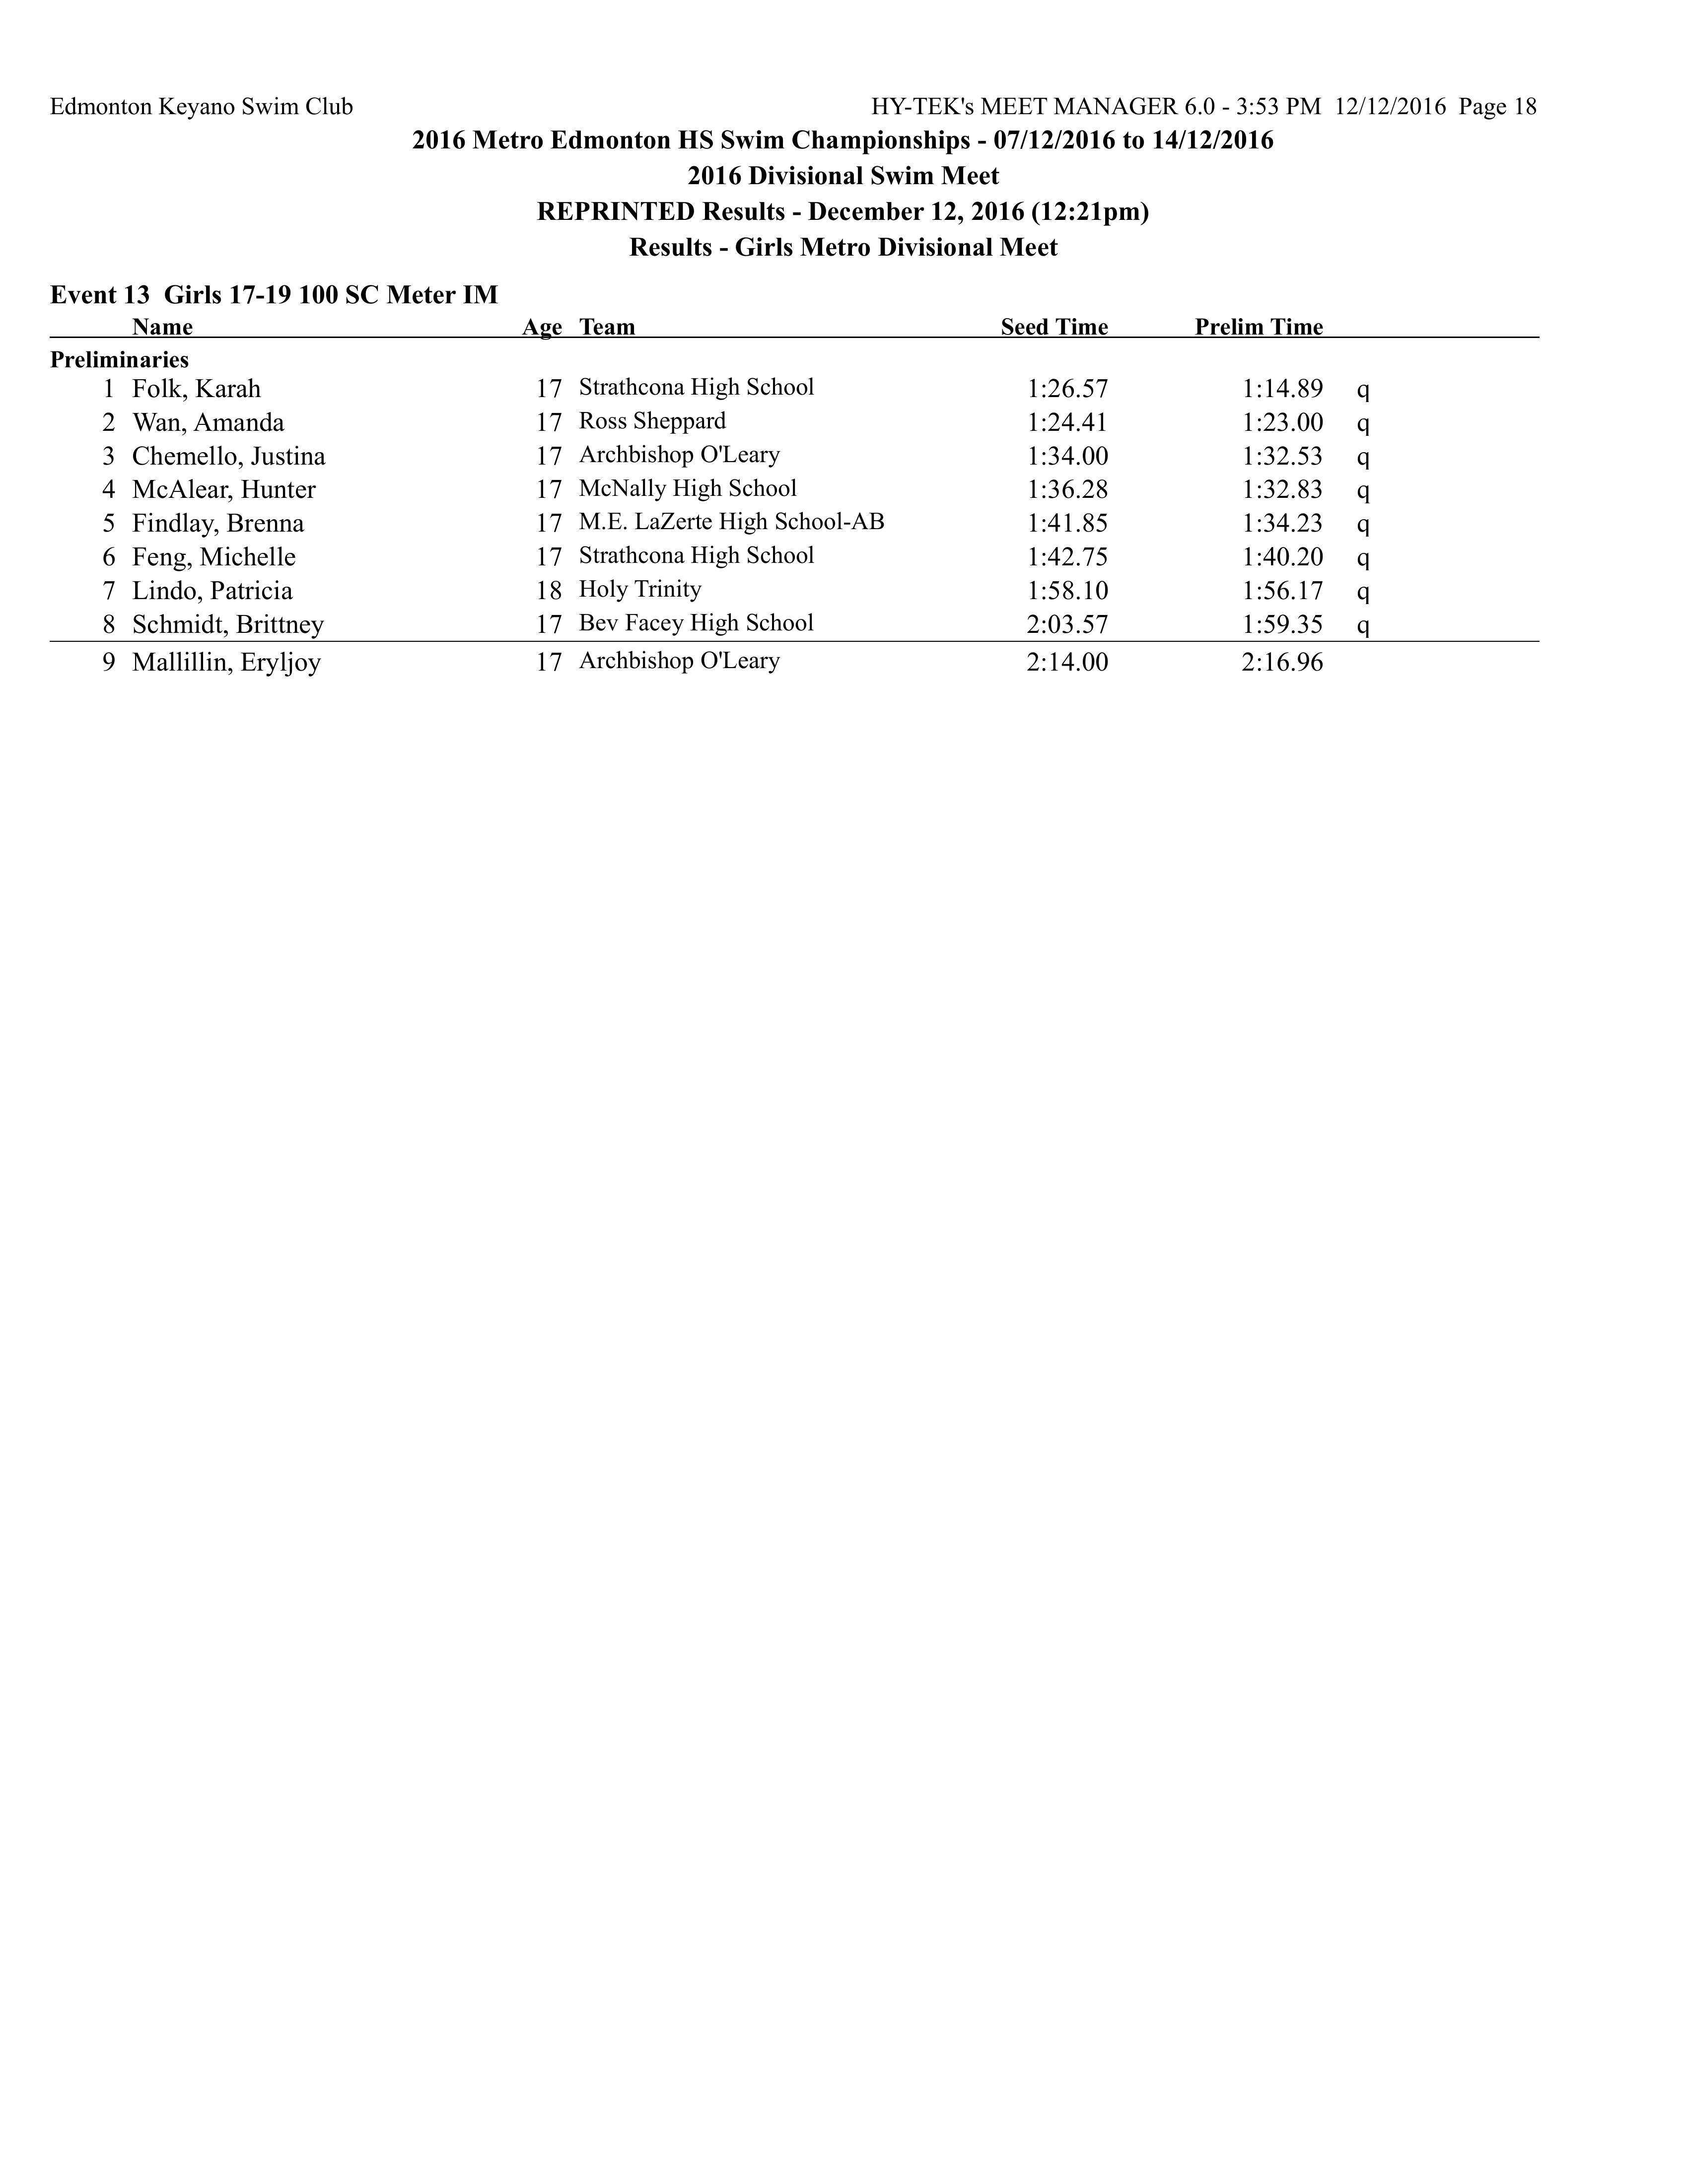 Edmonton Keyano Swim Club HY-TEK's MEET MANAGER 6.0 - 3:53 PM 12/12/2016 Page 18
2016 Metro Edmonton HS Swim Championships - 07/12/2016 to 14/12/2016
2016 Divisional Swim Meet
REPRINTED Results - December 12, 2016 (12:21pm)
Results - Girls Metro Divisional Meet
Event 13 Girls 17-19 100 SC Meter IM
Name Age Team Seed Time Prelim Time
Preliminaries
1 Folk, Karah 17 Strathcona High School 1:26.57 1:14.89 q
2 Wan, Amanda 17 Ross Sheppard 1:24.41 1:23.00 q
3 Chemello, Justina 17 Archbishop O'Leary 1:34.00 1:32.53 q
4 McAlear, Hunter 17 McNally High School 1:36.28 1:32.83 q
5 Findlay, Brenna 17 M.E. LaZerte High School-AB 1:41.85 1:34.23 q
6 Feng, Michelle 17 Strathcona High School 1:42.75 1:40.20 q
7 Lindo, Patricia 18 Holy Trinity 1:58.10 1:56.17 q
8 Schmidt, Brittney 17 Bev Facey High School 2:03.57 1:59.35 q
9 Mallillin, Eryljoy 17 Archbishop O'Leary 2:14.00 2:16.96